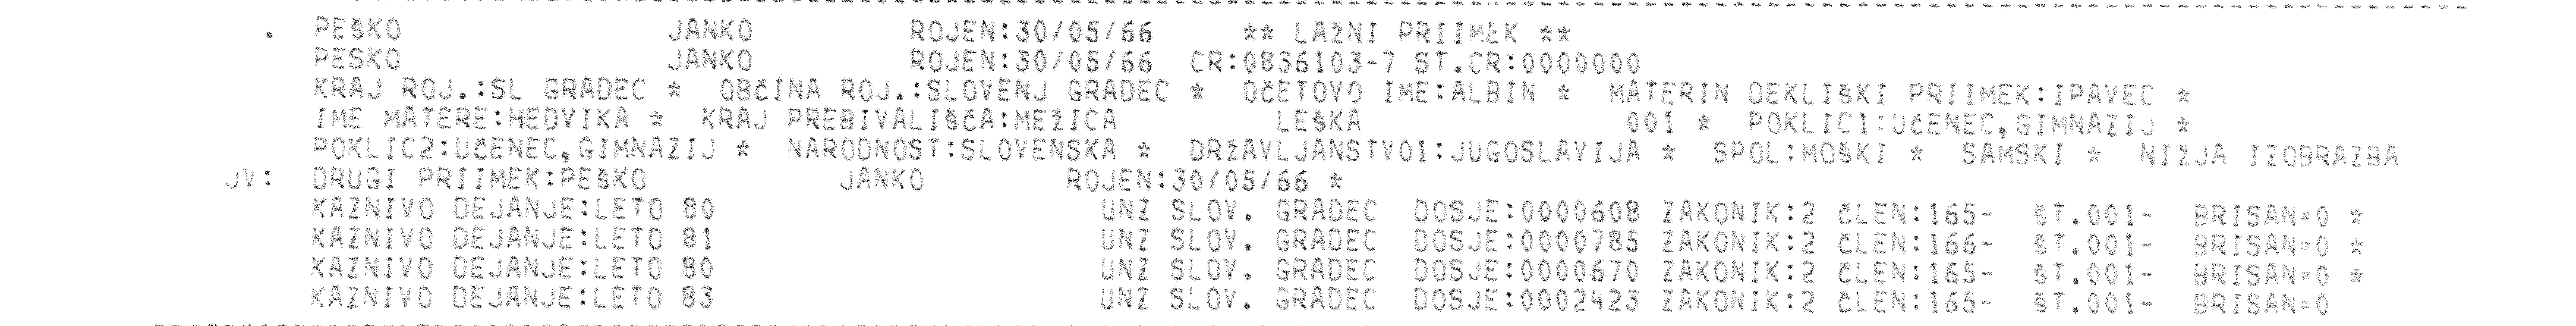 . PEŠKO JANKO ROJEN:30/05/66 ** LAŽNI PRIIMEK **
PEŠKO JANKO ROJEN:30/05/66 CR:0836103-7 ST.CR:0000000
KRAJ ROJ.:SL GRADEC * OBČINA ROJ.:SLOVENJ GRADEC * OČETOVO IME:ALBIN * MATERIN DEKLIŠKI PRIIMEK:IPAVEC *
IME MATERE:HEDVIKA * KRAJ PREBIVALIŠČA:MEŽICA LEŠKA 001 * POKLIC1:UČENEC,GIMNAZIJ *
POKLIC2:UČENEC,GIMNAZIJ * NARODNOST:SLOVENSKA * DRŽAVLJANSTVO1:JUGOSLAVIJA * SPOL:MOŠKI * SAMSKI * NIŽJA IZOBRAZBA
JV: DRUGI PRIIMEK:PEŠKO JANKO ROJEN:30/05/66 *
KAZNIVO DEJANJE:LETO 80 UNZ SLOV. GRADEC DOSJE:0000608 ZAKONIK:2 ČLEN:165- ŠT.001- BRISAN=0 *
KAZNIVO DEJANJE:LETO 81 UNZ SLOV. GRADEC DOSJE:0000785 ZAKONIK:2 ČLEN:166- ŠT.001- BRISAN=0 *
KAZNIVO DEJANJE:LETO 80 UNZ SLOV. GRADEC DOSJE:0000670 ZAKONIK:2 ČLEN:165- ŠT.001- BRISAN=0 *
KAZNIVO DEJANJE:LETO 83 UNZ SLOV. GRADEC DOSJE:0002423 ZAKONIK:2 ČLEN:165- ŠT.001- BRISAN=0